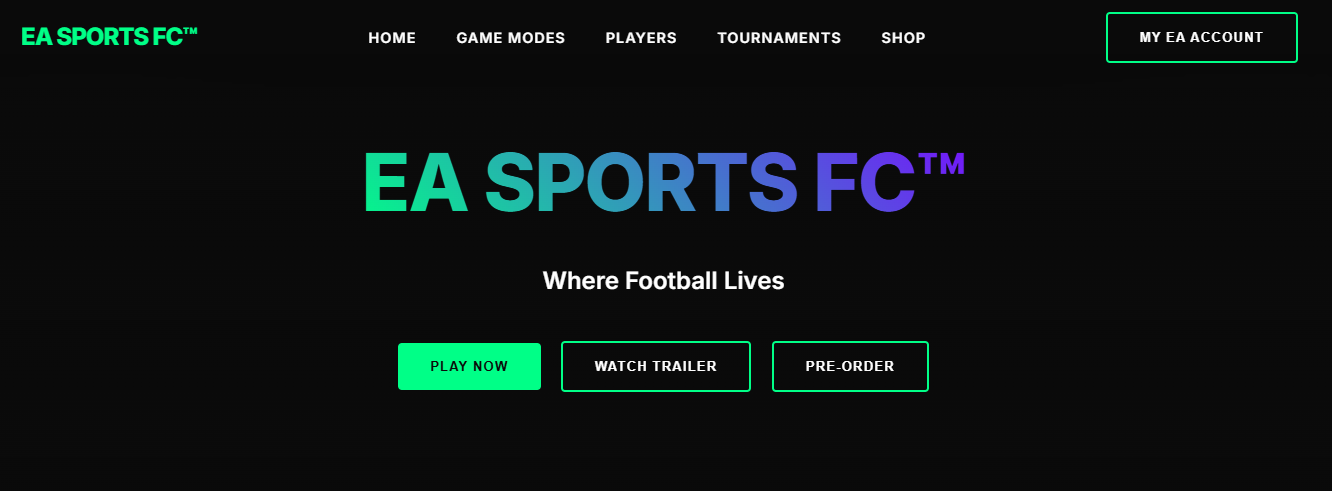 EA SPORTS FC™
HOME GAME MODES PLAYERS TOURNAMENTS SHOP
MY EA ACCOUNT
EA SPORTS FC™
Where Football Lives
PLAY NOW WATCH TRAILER PRE-ORDER